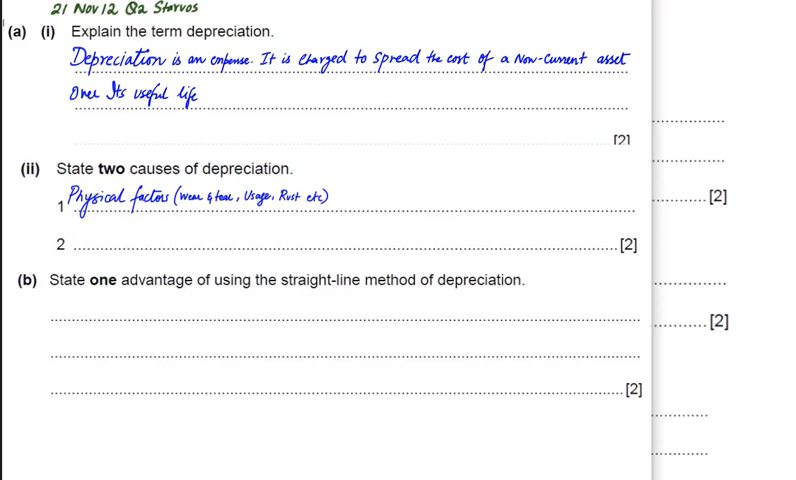 21 Nov 12 Q2 Starvos
(a) (i) Explain the term depreciation.
Depreciation is an expense. It is charged to spread the cost of a Non-current asset
over Its useful life
[2]
(ii) State two causes of depreciation.
1 Physical factors (wear & tear, Usage, Rust etc)
[2]
2 [2]
(b) State one advantage of using the straight-line method of depreciation.
[2]
[2]